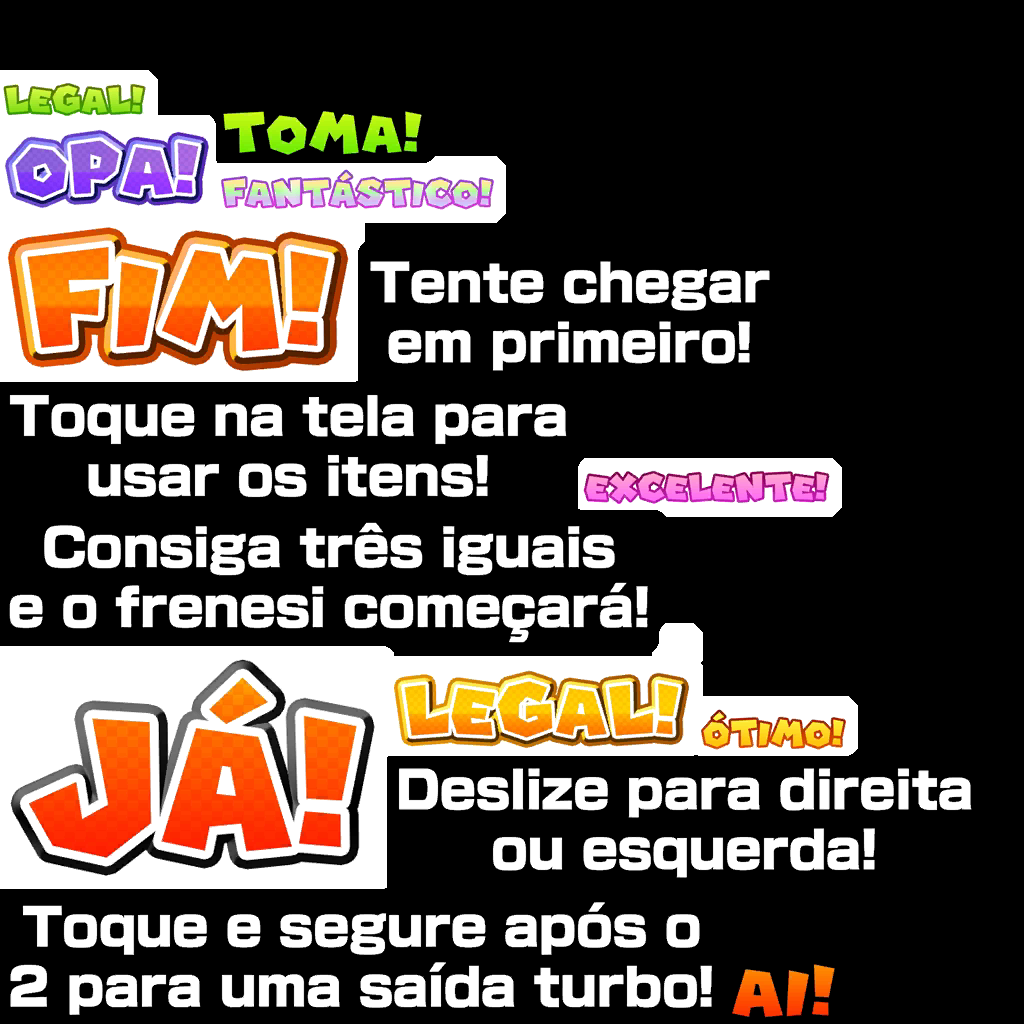 LEGAL!
OPA!
TOMA!
FANTÁSTICO!
FIM!
Tente chegar
em primeiro!
Toque na tela para
usar os itens!
EXCELENTE!
Consiga três iguais
e o frenesi começará!
JÁ!
LEGAL!
ÓTIMO!
Deslize para direita
ou esquerda!
Toque e segure após o
2 para uma saída turbo!
AI!